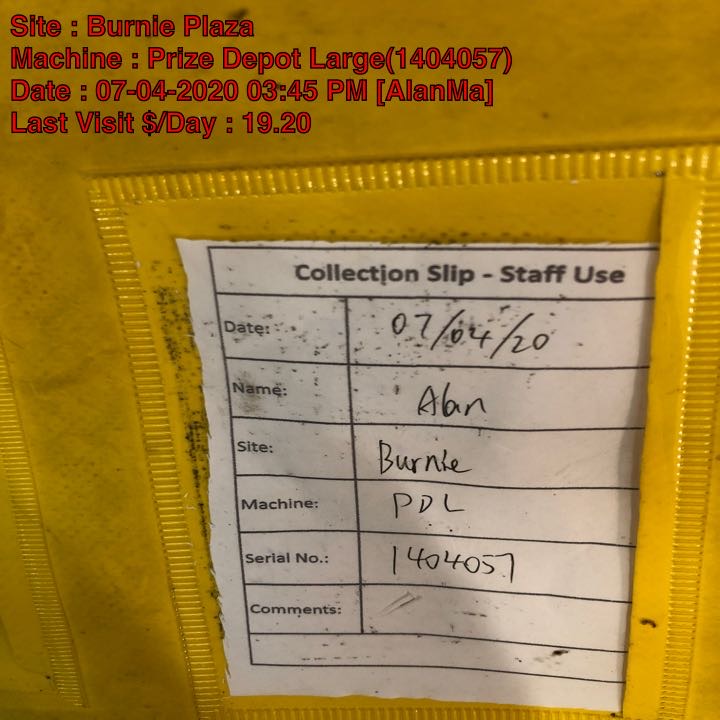 Site : Burnie Plaza
Machine : Prize Depot Large(1404057)
Date : 07-04-2020 03:45 PM [AlanMa]
Last Visit $/Day : 19.20
Collection Slip - Staff Use
Date: 07/04/20
Name: Alan
Site: Burnie
Machine: PDL
Serial No.: 1404057
Comments: